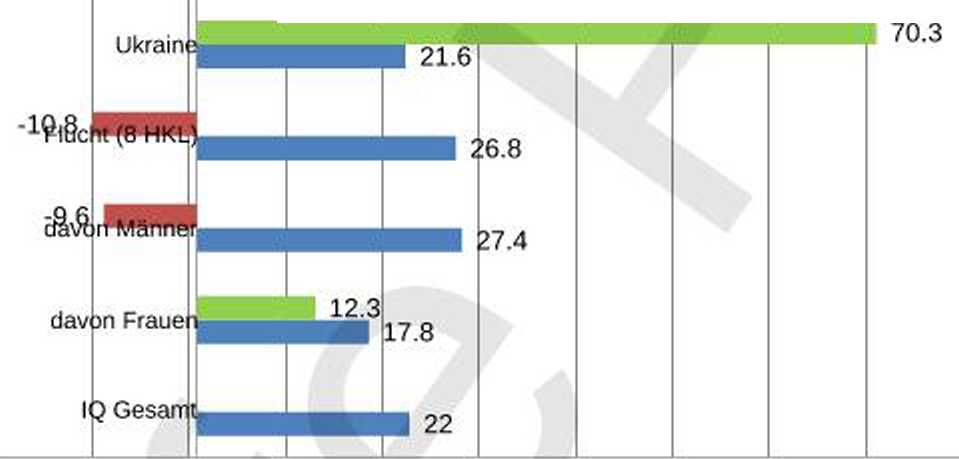 Ukraine 70.3
21.6
-10.8
Flucht (8 HKL) 26.8
-9.6
davon Männer 27.4
davon Frauen 12.3
17.8
IQ Gesamt 22